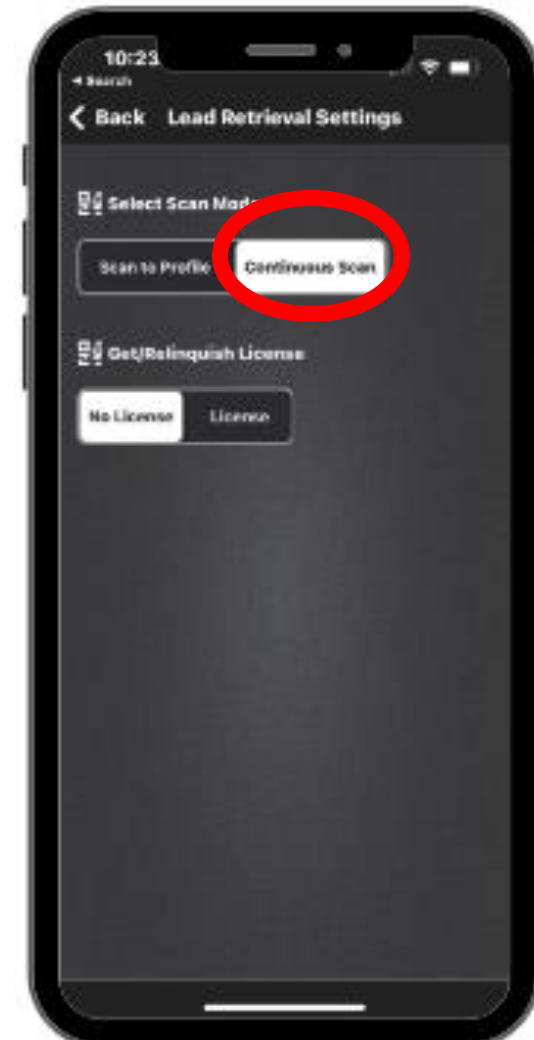 10:23
Search
Back Lead Retrieval Settings
Select Scan Mode
Scan to Profile Continuous Scan
Get/Relinquish License
No License License